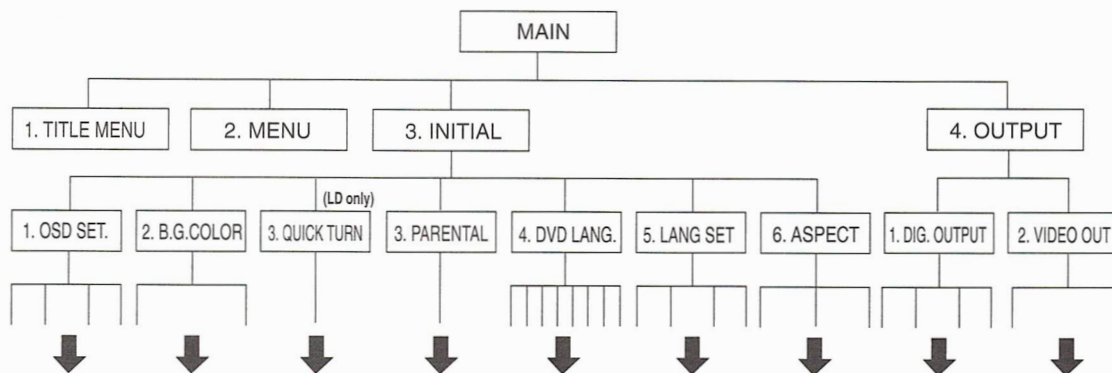 MAIN
1. TITLE MENU
2. MENU
3. INITIAL
4. OUTPUT
(LD only)
1. OSD SET.
2. B.G.COLOR
3. QUICK TURN
3. PARENTAL
4. DVD LANG.
5. LANG SET
6. ASPECT
1. DIG. OUTPUT
2. VIDEO OUT